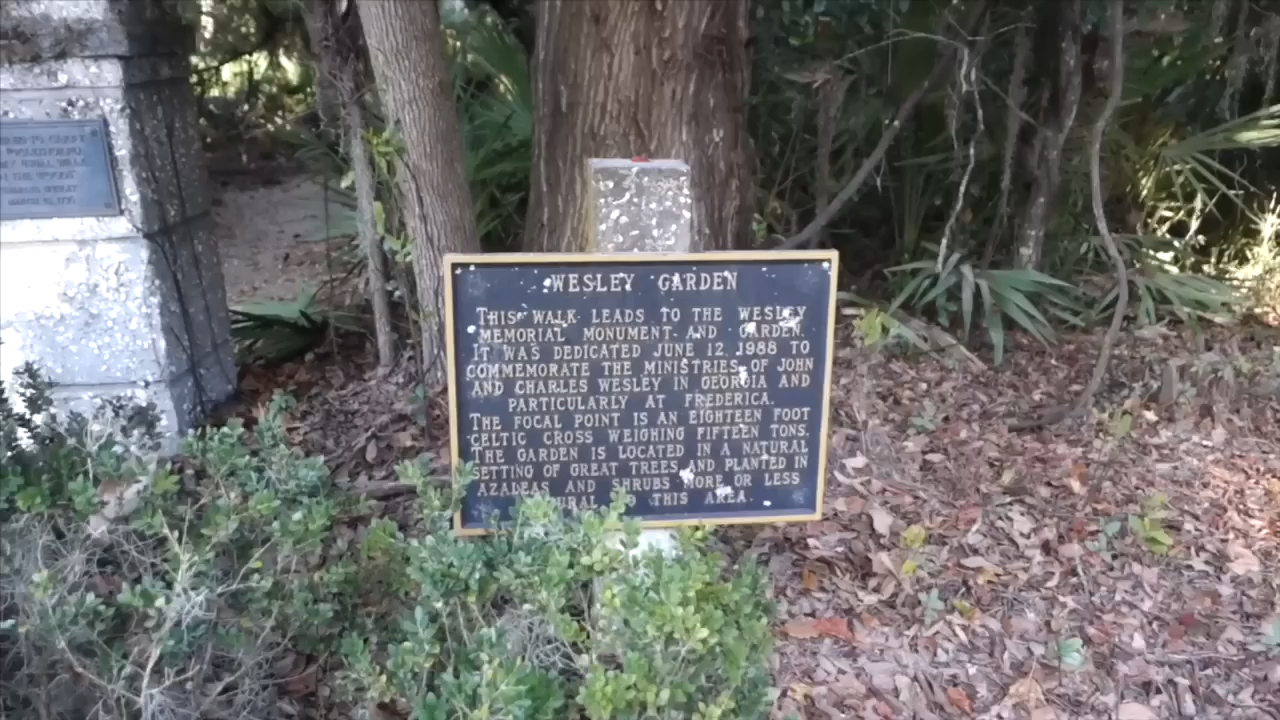 WESLEY GARDEN
THIS WALK LEADS TO THE WESLEY
MEMORIAL MONUMENT AND GARDEN.
IT WAS DEDICATED JUNE 12, 1988 TO
COMMEMORATE THE MINISTRIES OF JOHN
AND CHARLES WESLEY IN GEORGIA AND
PARTICULARLY AT FREDERICA.
THE FOCAL POINT IS AN EIGHTEEN FOOT
CELTIC CROSS WEIGHING FIFTEEN TONS.
THE GARDEN IS LOCATED IN A NATURAL
SETTING OF GREAT TREES AND PLANTED IN
AZALEAS AND SHRUBS MORE OR LESS
THIS AREA.